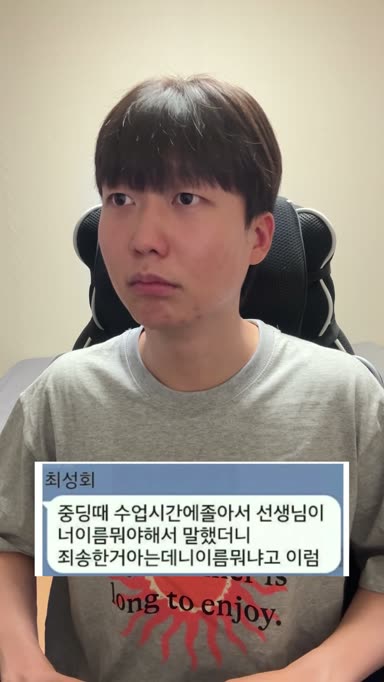 최성회
중딩때 수업시간에졸아서 선생님이
너이름뭐야해서 말했더니
죄송한거아는데니이름뭐냐고 이럼
is
long to enjoy.